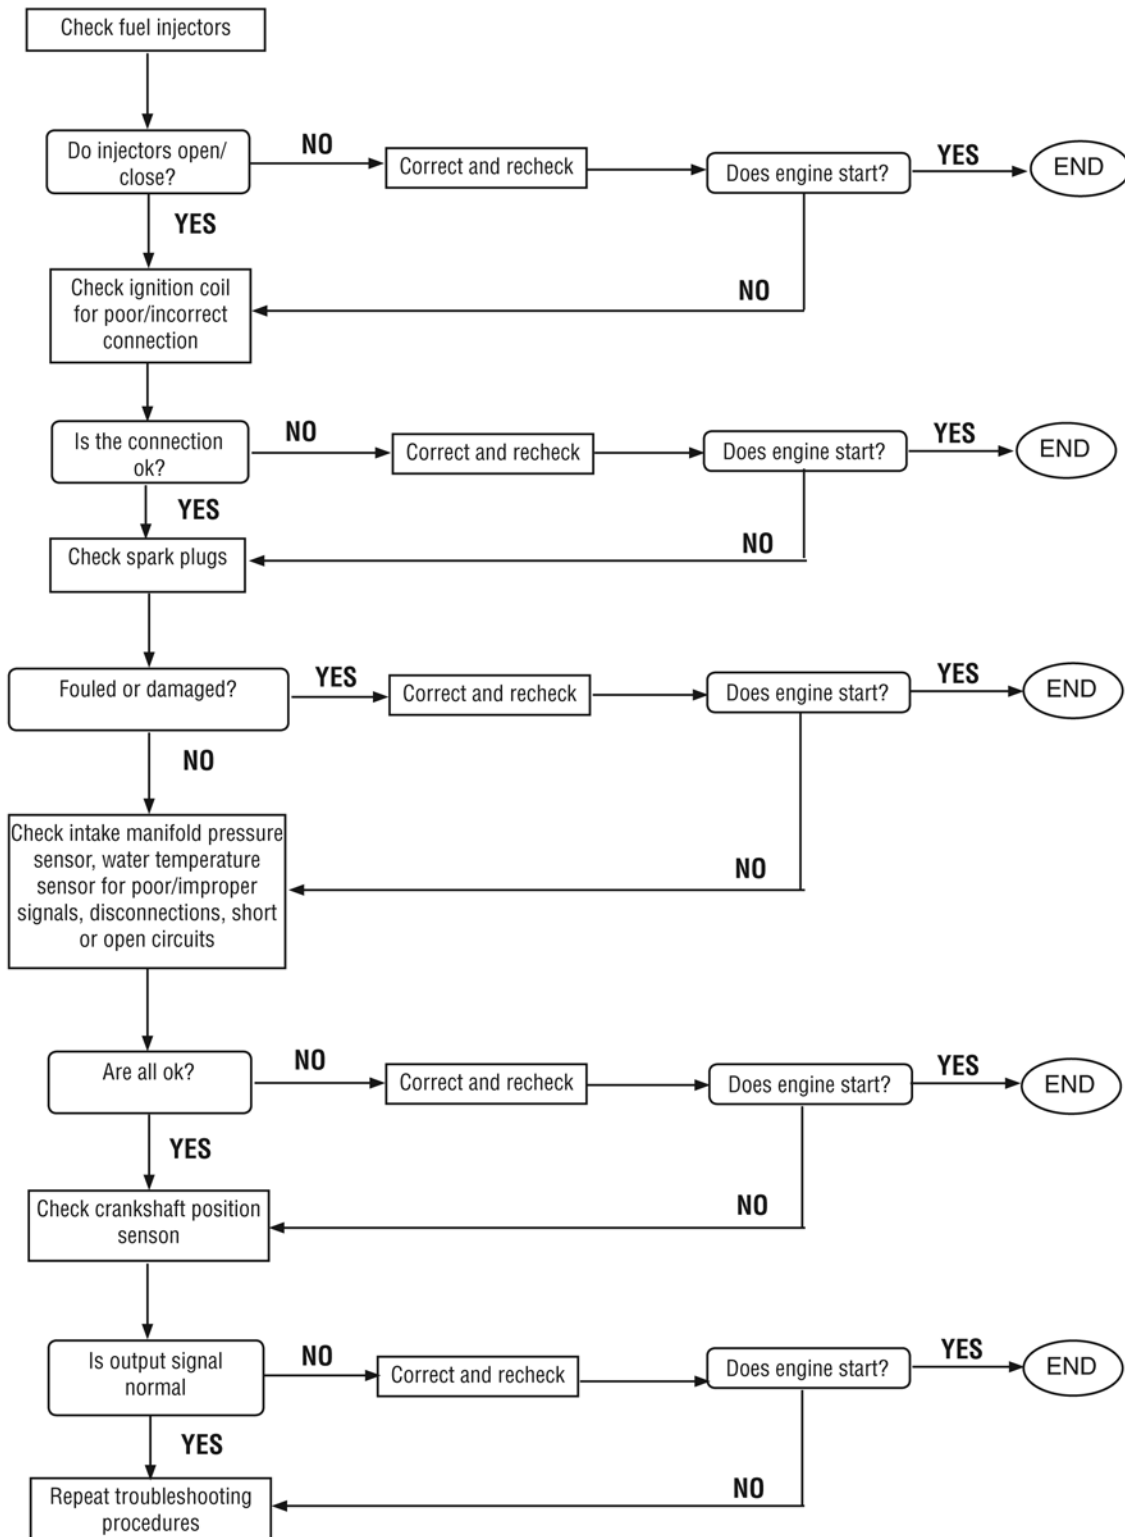 Check fuel injectors
Do injectors open/
close?
NO
Correct and recheck
Does engine start?
YES
END
YES
NO
Check ignition coil
for poor/incorrect
connection
Is the connection
ok?
NO
Correct and recheck
Does engine start?
YES
END
YES
NO
Check spark plugs
Fouled or damaged?
YES
Correct and recheck
Does engine start?
YES
END
NO
NO
Check intake manifold pressure
sensor, water temperature
sensor for poor/improper
signals, disconnections, short
or open circuits
Are all ok?
NO
Correct and recheck
Does engine start?
YES
END
YES
NO
Check crankshaft position
senson
Is output signal
normal
NO
Correct and recheck
Does engine start?
YES
END
YES
NO
Repeat troubleshooting
procedures